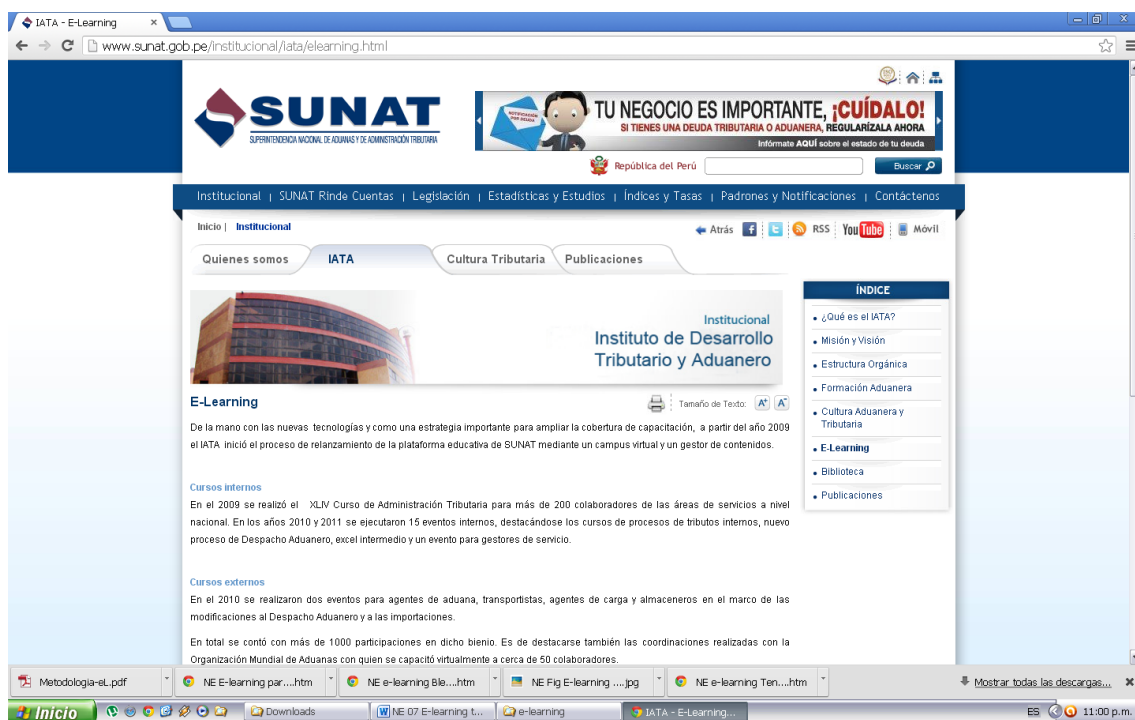 IATA - E-Learning
www.sunat.gob.pe/institucional/iata/elearning.html
SUNAT
SUPERINTENDENCIA NACIONAL DE ADUANAS Y DE ADMINISTRACIÓN TRIBUTARIA
NOTIFICACIÓN POR DEUDA
TU NEGOCIO ES IMPORTANTE, ¡CUÍDALO!
SI TIENES UNA DEUDA TRIBUTARIA O ADUANERA, REGULARÍZALA AHORA
Infórmate AQUÍ sobre el estado de tu deuda
República del Perú
Buscar
Institucional | SUNAT Rinde Cuentas | Legislación | Estadísticas y Estudios | Índices y Tasas | Padrones y Notificaciones | Contáctenos
Inicio | Institucional
Atrás RSS YouTube Móvil
Quienes somos IATA Cultura Tributaria Publicaciones
Institucional
Instituto de Desarrollo
Tributario y Aduanero
E-Learning
Tamaño de Texto: A+ A-
De la mano con las nuevas tecnologías y como una estrategia importante para ampliar la cobertura de capacitación, a partir del año 2009
el IATA inició el proceso de relanzamiento de la plataforma educativa de SUNAT mediante un campus virtual y un gestor de contenidos.
Cursos internos
En el 2009 se realizó el XLIV Curso de Administración Tributaria para más de 200 colaboradores de las áreas de servicios a nivel
nacional. En los años 2010 y 2011 se ejecutaron 15 eventos internos, destacándose los cursos de procesos de tributos internos, nuevo
proceso de Despacho Aduanero, excel intermedio y un evento para gestores de servicio.
Cursos externos
En el 2010 se realizaron dos eventos para agentes de aduana, transportistas, agentes de carga y almaceneros en el marco de las
modificaciones al Despacho Aduanero y a las importaciones.
En total se contó con más de 1000 participaciones en dicho bienio. Es de destacarse también las coordinaciones realizadas con la
Organización Mundial de Aduanas con quien se capacitó virtualmente a cerca de 50 colaboradores.
ÍNDICE
¿Qué es el IATA?
Misión y Visión
Estructura Orgánica
Formación Aduanera
Cultura Aduanera y
Tributaria
E-Learning
Biblioteca
Publicaciones
Metodologia-eL.pdf NE E-learning par....htm NE e-learning Ble....htm NE Fig E-learning ....jpg NE e-learning Ten....htm Mostrar todas las descargas...
Inicio Downloads NE 07 E-learning t... e-learning IATA - E-Learning... ES 11:00 p.m.